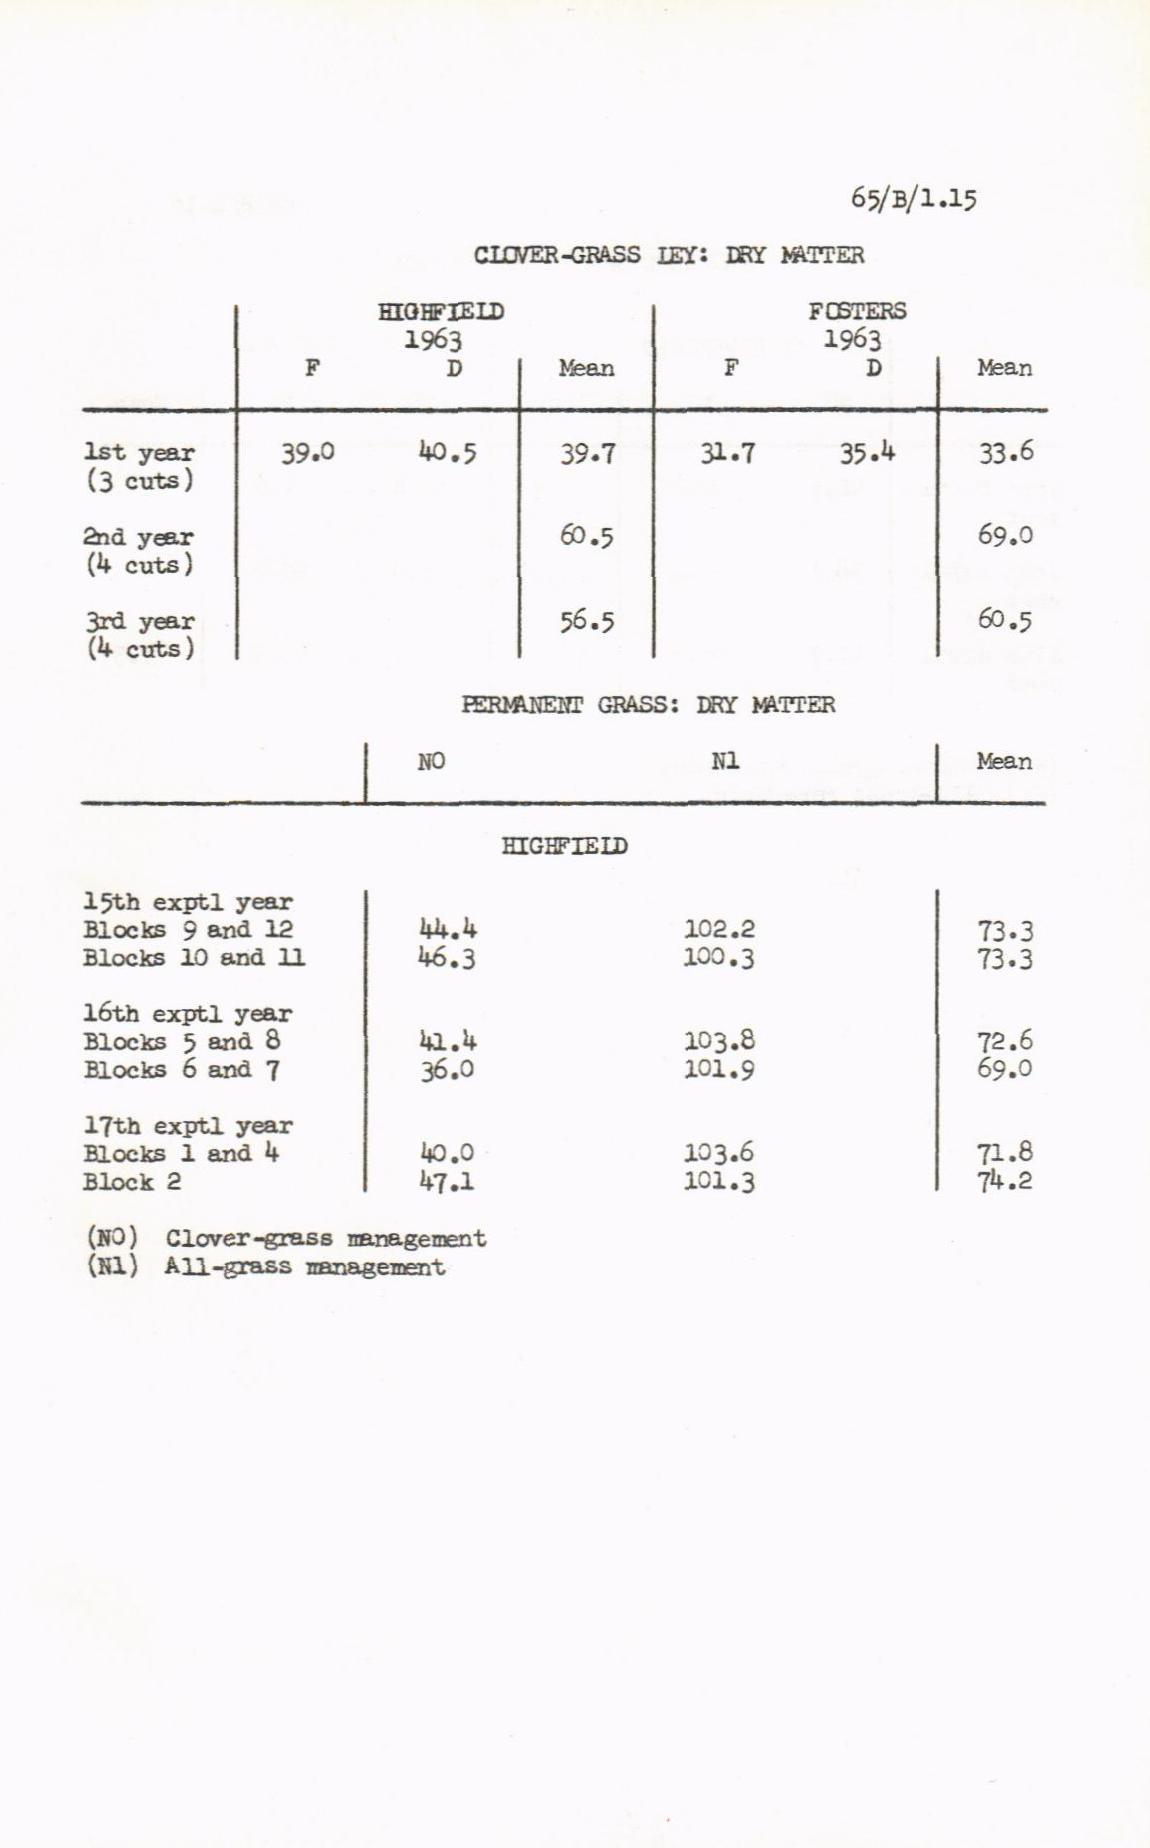 65/B/1.15
CLOVER-GRASS LEY: DRY MATTER
HIGHFIELD FOSTERS
1963 1963
F D Mean F D Mean
1st year 39.0 40.5 39.7 31.7 35.4 33.6
(3 cuts)
2nd year 60.5 69.0
(4 cuts)
3rd year 56.5 60.5
(4 cuts)
PERMANENT GRASS: DRY MATTER
N0 N1 Mean
HIGHFIELD
15th exptl year
Blocks 9 and 12 44.4 102.2 73.3
Blocks 10 and 11 46.3 100.3 73.3
16th exptl year
Blocks 5 and 8 41.4 103.8 72.6
Blocks 6 and 7 36.0 101.9 69.0
17th exptl year
Blocks 1 and 4 40.0 103.6 71.8
Block 2 47.1 101.3 74.2
(N0) Clover-grass management
(N1) All-grass management